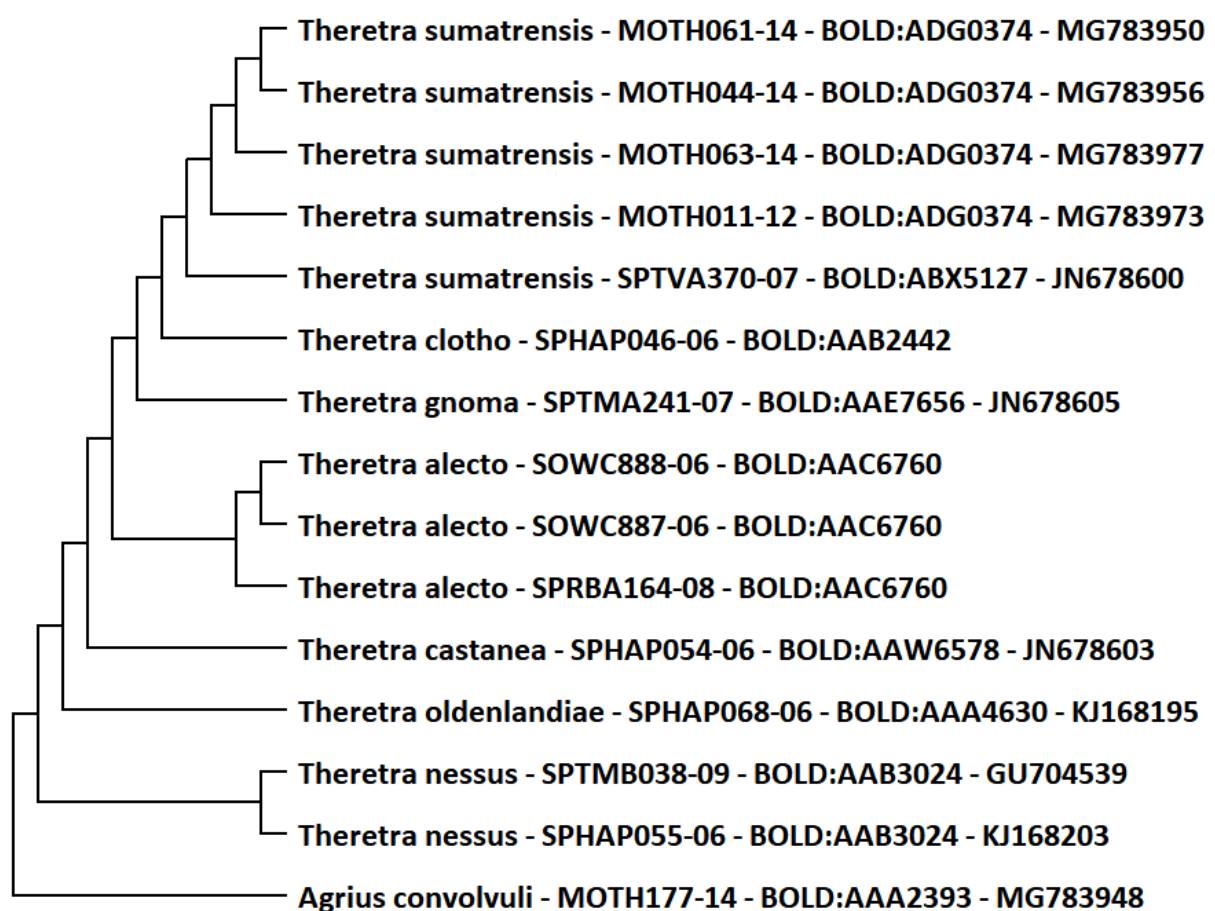 Theretra sumatrensis - MOTH061-14 - BOLD:ADG0374 - MG783950
Theretra sumatrensis - MOTH044-14 - BOLD:ADG0374 - MG783956
Theretra sumatrensis - MOTH063-14 - BOLD:ADG0374 - MG783977
Theretra sumatrensis - MOTH011-12 - BOLD:ADG0374 - MG783973
Theretra sumatrensis - SPTVA370-07 - BOLD:ABX5127 - JN678600
Theretra clotho - SPHAP046-06 - BOLD:AAB2442
Theretra gnoma - SPTMA241-07 - BOLD:AAE7656 - JN678605
Theretra alecto - SOWC888-06 - BOLD:AAC6760
Theretra alecto - SOWC887-06 - BOLD:AAC6760
Theretra alecto - SPRBA164-08 - BOLD:AAC6760
Theretra castanea - SPHAP054-06 - BOLD:AAW6578 - JN678603
Theretra oldenlandiae - SPHAP068-06 - BOLD:AAA4630 - KJ168195
Theretra nessus - SPTMB038-09 - BOLD:AAB3024 - GU704539
Theretra nessus - SPHAP055-06 - BOLD:AAB3024 - KJ168203
Agrius convolvuli - MOTH177-14 - BOLD:AAA2393 - MG783948